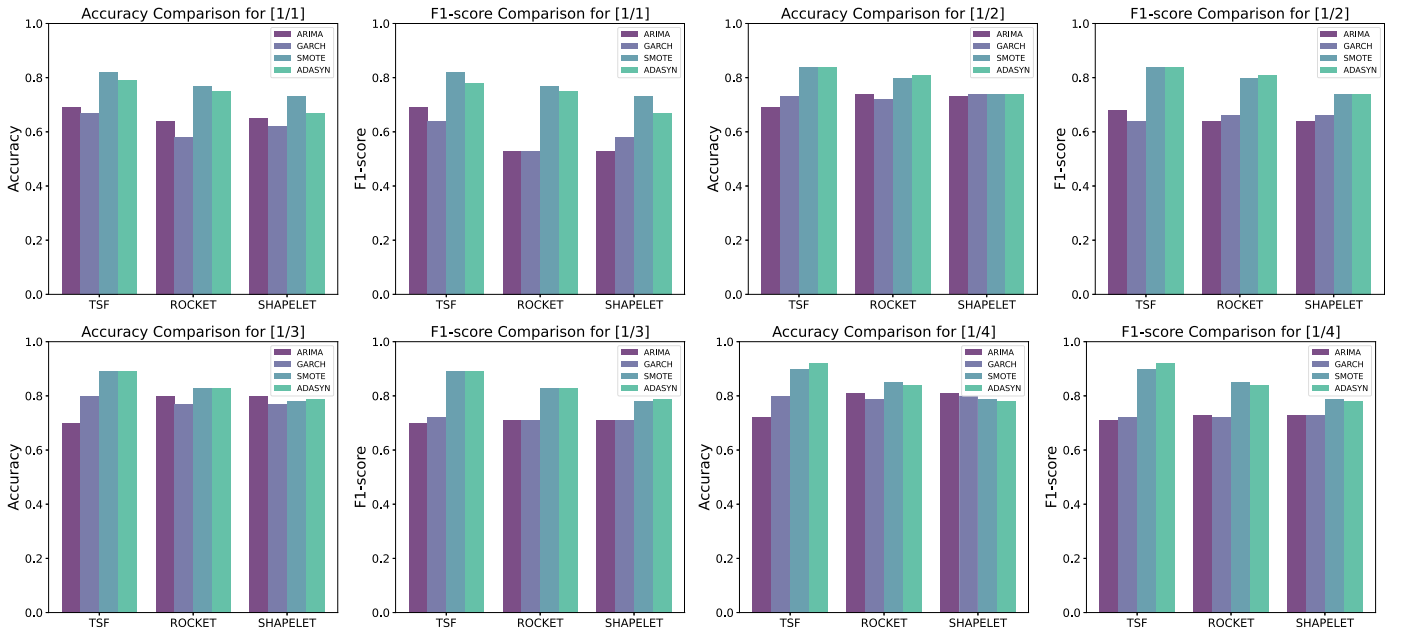 Accuracy Comparison for [1/1]
1.0
0.8
0.6
0.4
0.2
0.0
Accuracy
ARIMA
GARCH
SMOTE
ADASYN
TSF
ROCKET
SHAPELET
F1-score Comparison for [1/1]
1.0
0.8
0.6
0.4
0.2
0.0
F1-score
ARIMA
GARCH
SMOTE
ADASYN
TSF
ROCKET
SHAPELET
Accuracy Comparison for [1/2]
1.0
0.8
0.6
0.4
0.2
0.0
Accuracy
ARIMA
GARCH
SMOTE
ADASYN
TSF
ROCKET
SHAPELET
F1-score Comparison for [1/2]
1.0
0.8
0.6
0.4
0.2
0.0
F1-score
ARIMA
GARCH
SMOTE
ADASYN
TSF
ROCKET
SHAPELET
Accuracy Comparison for [1/3]
1.0
0.8
0.6
0.4
0.2
0.0
Accuracy
ARIMA
GARCH
SMOTE
ADASYN
TSF
ROCKET
SHAPELET
F1-score Comparison for [1/3]
1.0
0.8
0.6
0.4
0.2
0.0
F1-score
ARIMA
GARCH
SMOTE
ADASYN
TSF
ROCKET
SHAPELET
Accuracy Comparison for [1/4]
1.0
0.8
0.6
0.4
0.2
0.0
Accuracy
ARIMA
GARCH
SMOTE
ADASYN
TSF
ROCKET
SHAPELET
F1-score Comparison for [1/4]
1.0
0.8
0.6
0.4
0.2
0.0
F1-score
ARIMA
GARCH
SMOTE
ADASYN
TSF
ROCKET
SHAPELET